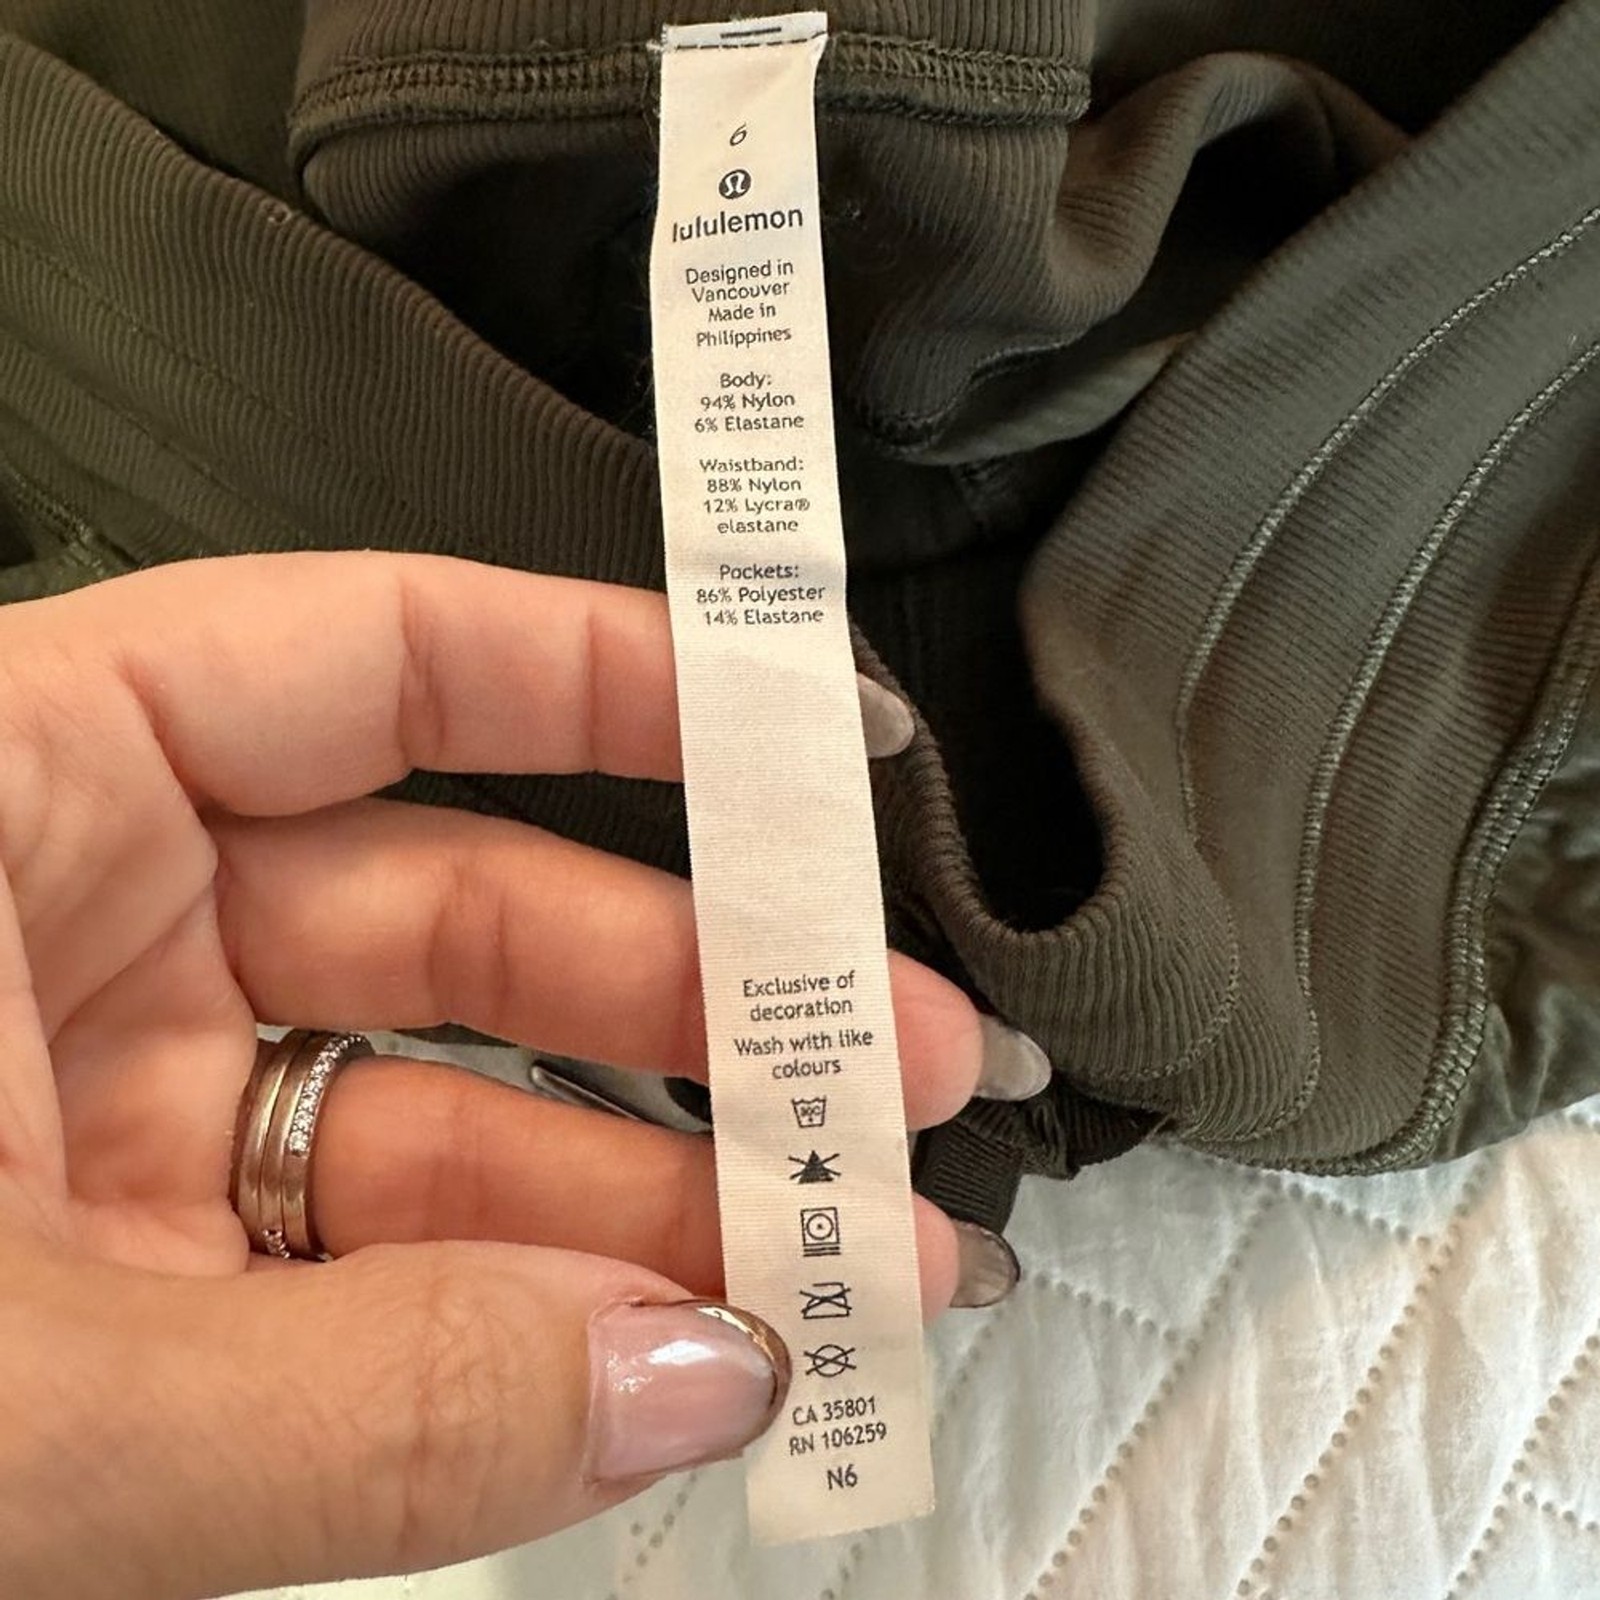 6
lululemon
Designed in
Vancouver
Made in
Philippines
Body:
94% Nylon
6% Elastane
Waistband:
88% Nylon
12% Lycra®
elastane
Pockets:
86% Polyester
14% Elastane
Exclusive of
decoration
Wash with like
colours
CA 35801
RN 106259
N6